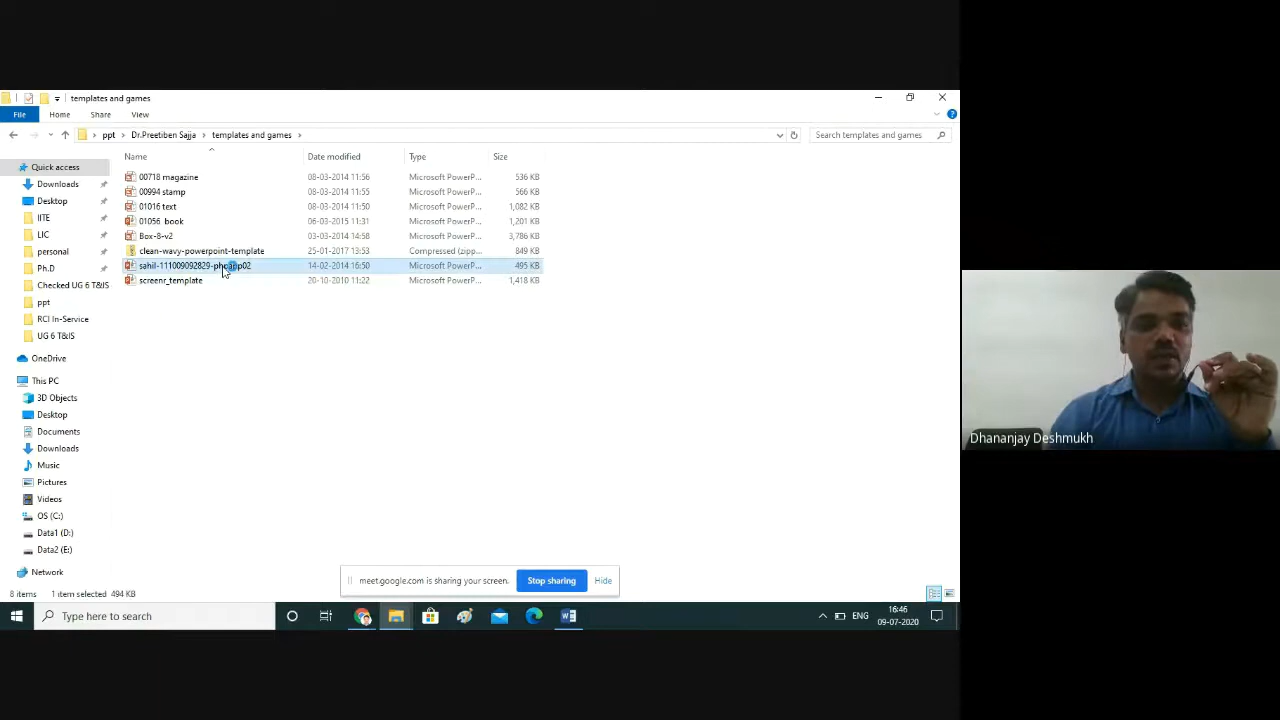 templates and games
File Home Share View
ppt Dr.Preetiben Sajja templates and games Search templates and games
Name Date modified Type Size
Quick access
Downloads
Desktop
IITE
LIC
personal
Ph.D
Checked UG 6 T&IS
ppt
RCI In-Service
UG 6 T&IS
OneDrive
This PC
3D Objects
Desktop
Documents
Downloads
Music
Pictures
Videos
OS (C:)
Data1 (D:)
Data2 (E:)
Network
00718 magazine 08-03-2014 11:56 Microsoft PowerP... 536 KB
00994 stamp 08-03-2014 11:55 Microsoft PowerP... 566 KB
01016 text 08-03-2014 11:50 Microsoft PowerP... 1,082 KB
01056 book 06-03-2015 11:31 Microsoft PowerP... 1,201 KB
Box-8-v2 03-03-2014 14:58 Microsoft PowerP... 3,786 KB
clean-wavy-powerpoint-template 25-01-2017 13:53 Compressed (zipp... 849 KB
14-02-2014 16:50 Microsoft PowerP... 495 KB
screenr_template 20-10-2010 11:22 Microsoft PowerP... 1,418 KB
Dhananjay Deshmukh
meet.google.com is sharing your screen. Stop sharing Hide
8 items 1 item selected 494 KB
Type here to search
ENG 16:46
09-07-2020